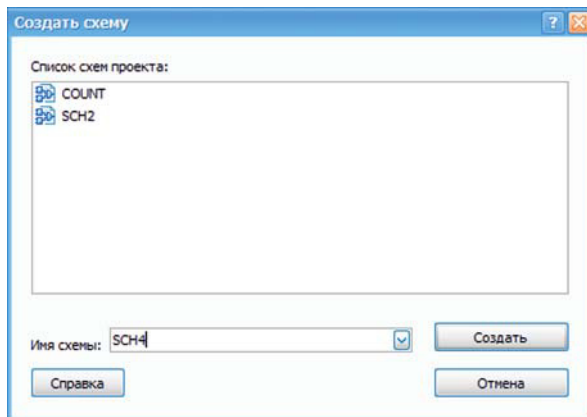 Создать схему
?
Список схем проекта:
COUNT
SCH2
Имя схемы: SCH4 Создать
Справка Отмена